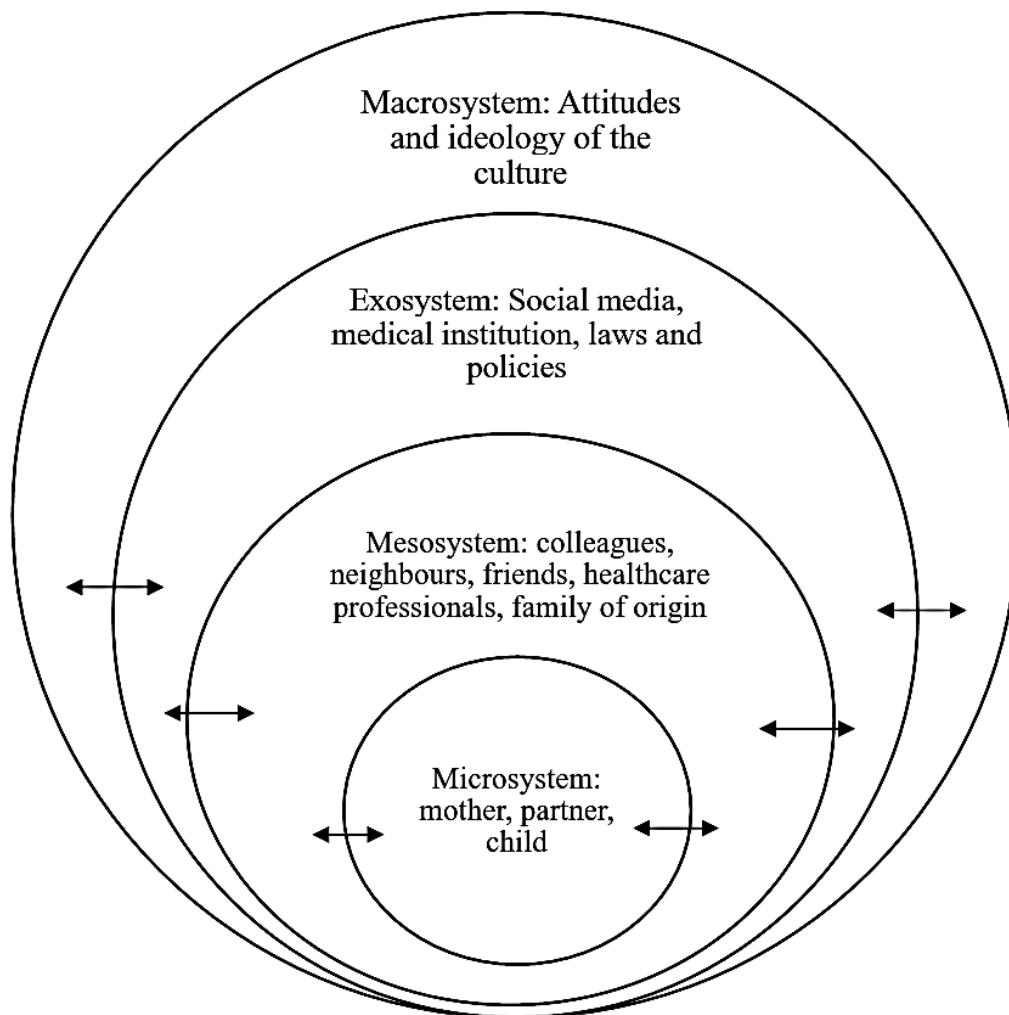 Macrosystem: Attitudes
and ideology of the
culture
Exosystem: Social media,
medical institution, laws and
policies
Mesosystem: colleagues,
neighbours, friends, healthcare
professionals, family of origin
Microsystem:
mother, partner,
child